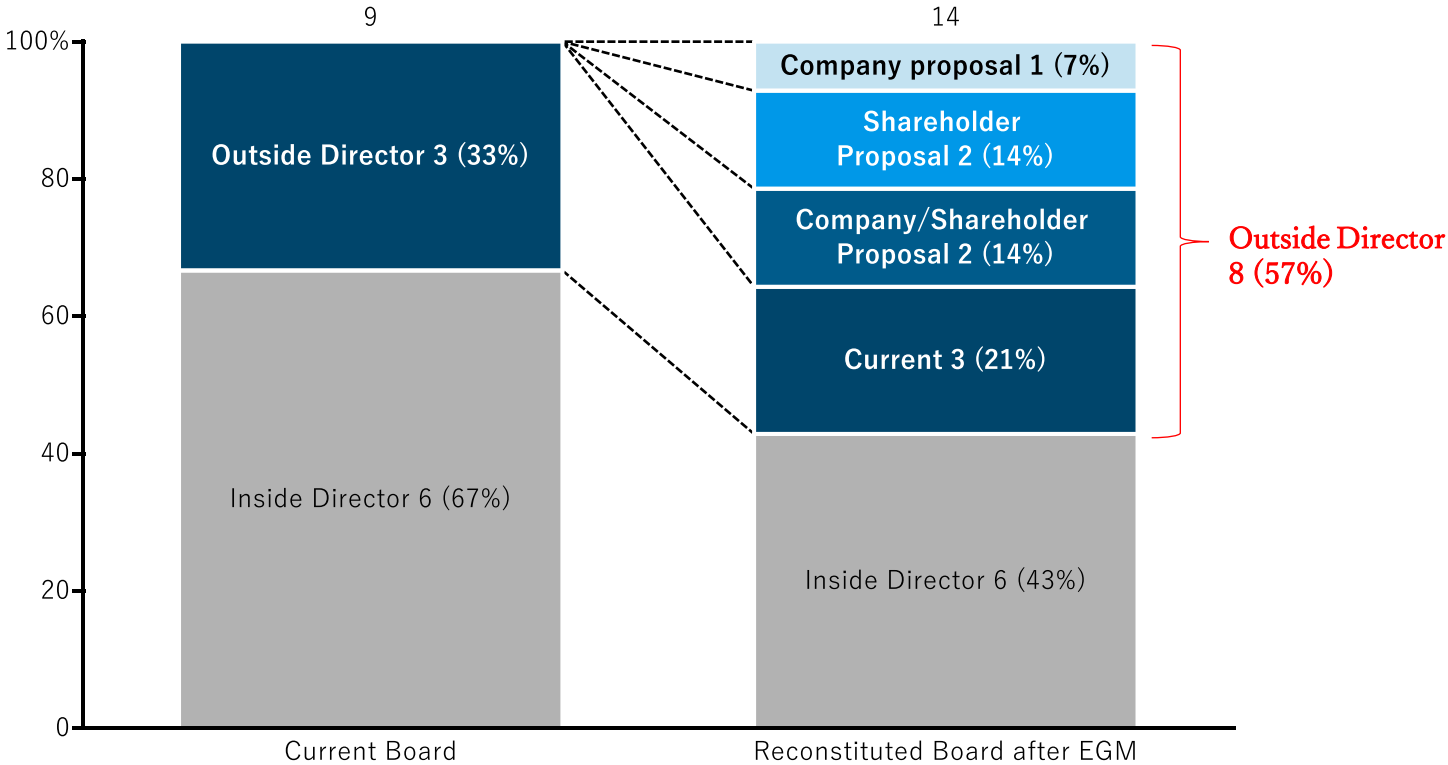 9
14
100%
80
60
40
20
0
Outside Director 3 (33%)
Inside Director 6 (67%)
Company proposal 1 (7%)
Shareholder
Proposal 2 (14%)
Company/Shareholder
Proposal 2 (14%)
Current 3 (21%)
Inside Director 6 (43%)
Outside Director
8 (57%)
Current Board
Reconstituted Board after EGM